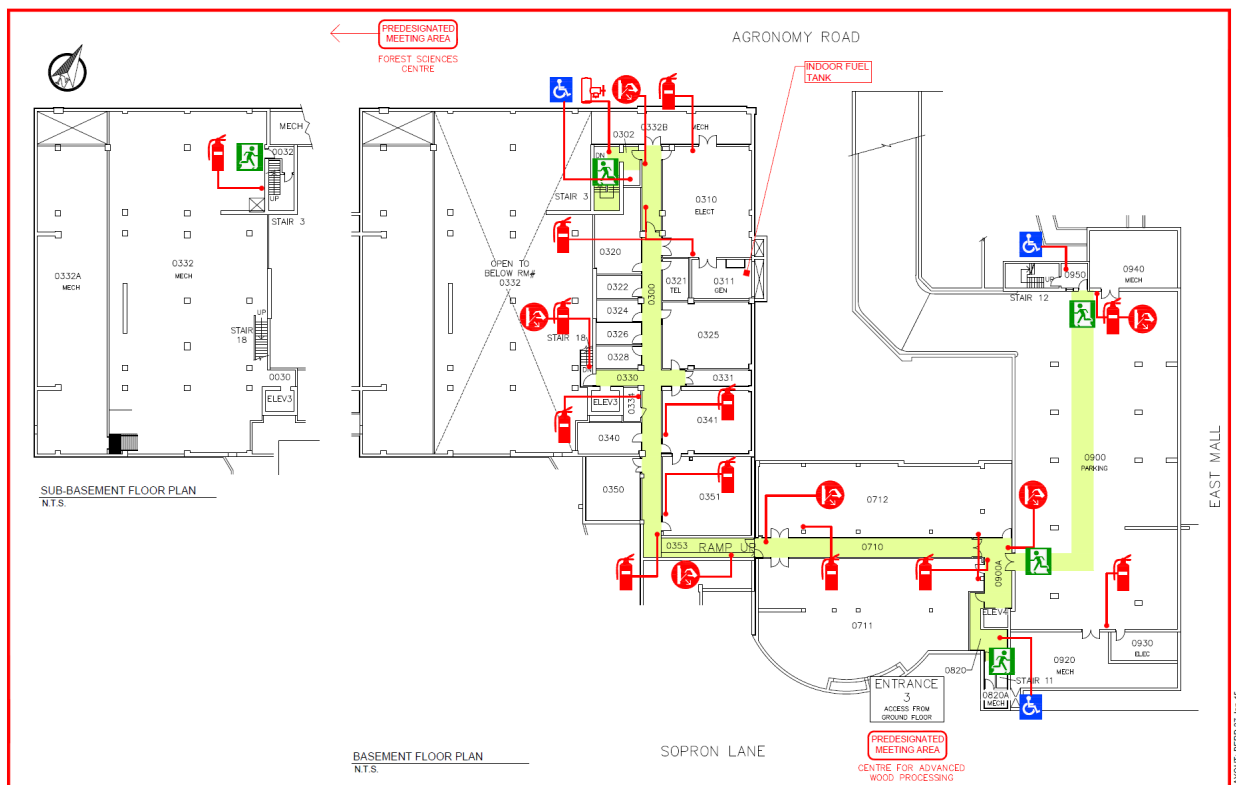 PREDESIGNATED
MEETING AREA
FOREST SCIENCES
CENTRE
AGRONOMY ROAD
INDOOR FUEL
TANK
MECH
0032
UP
STAIR 3
0332A
MECH
0332
MECH
UP
STAIR
18
0030
ELEV3
SUB-BASEMENT FLOOR PLAN
N.T.S.
0302
0332B
MECH
DN
STAIR 3
0310
ELECT
OPEN TO
BELOW RM#
0332
0320
0321
TEL
0311
GEN
0322
0300
0324
STAIR 18
0326
0325
0328
0330
0331
ELEV3
0334
0340
0341
0350
0351
0353
RAMP UP
0710
0712
0711
0900A
ELEV4
0820
STAIR 11
0820A
MECH
0950
UP
STAIR 12
0940
MECH
0900
PARKING
0930
ELEC
0920
MECH
EAST MALL
ENTRANCE
3
ACCESS FROM
GROUND FLOOR
PREDESIGNATED
MEETING AREA
CENTRE FOR ADVANCED
WOOD PROCESSING
SOPRON LANE
BASEMENT FLOOR PLAN
N.T.S.